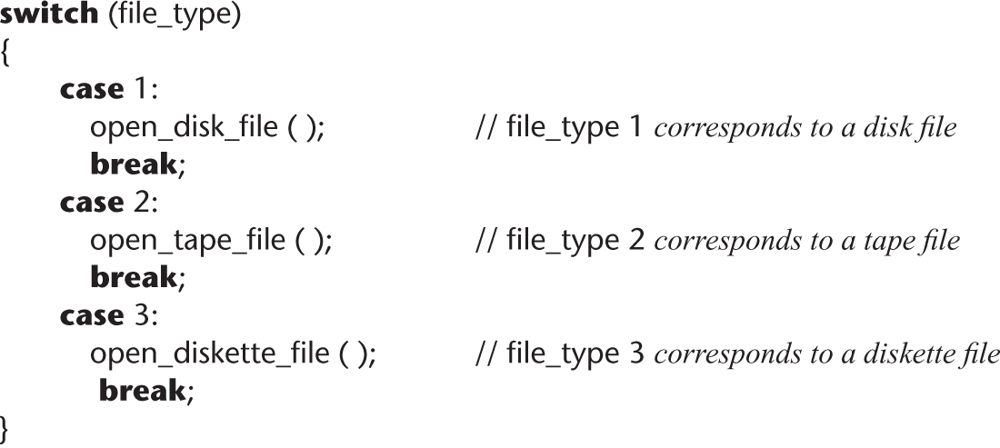 switch (file_type)
{
case 1:
open_disk_file ( ); // file_type 1 corresponds to a disk file
break;
case 2:
open_tape_file ( ); // file_type 2 corresponds to a tape file
break;
case 3:
open_diskette_file ( ); // file_type 3 corresponds to a diskette file
break;
}